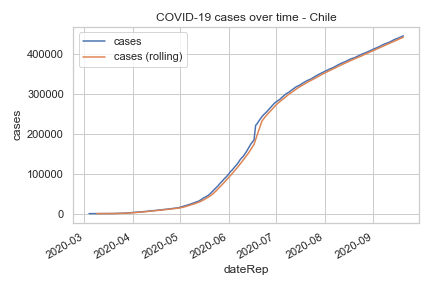 COVID-19 cases over time - Chile
cases
cases (rolling)
400000
300000
200000
100000
0
cases
2020-03
2020-04
2020-05
2020-06
2020-07
2020-08
2020-09
dateRep